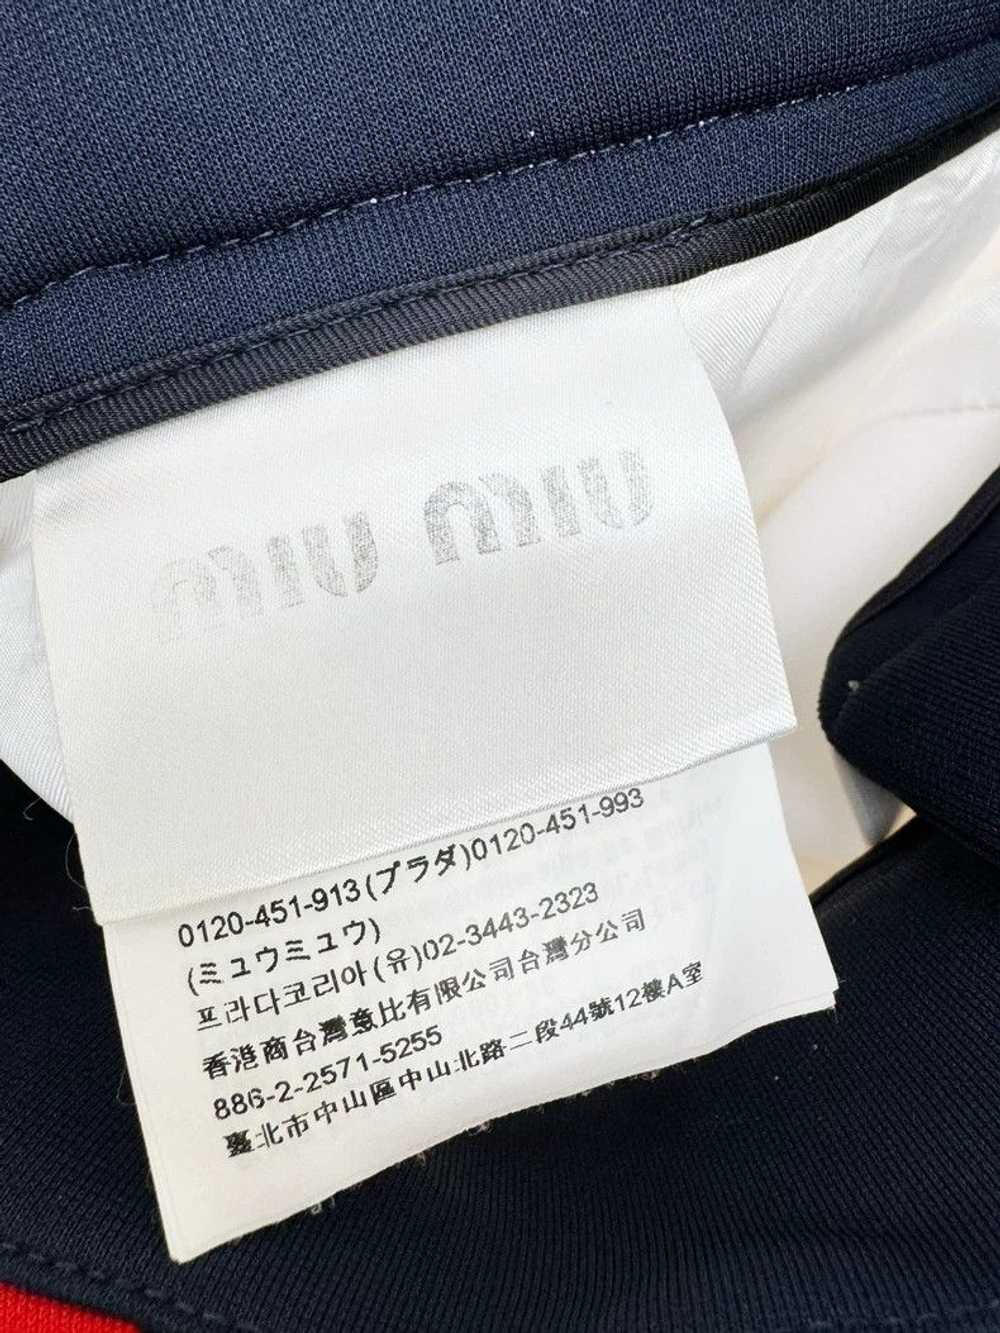 miu miu
0120-451-913(プラダ)0120-451-993
(ミュウミュウ)
프라다코리아(유)02-3443-2323
香港商台灣意比有限公司台灣分公司
886-2-2571-5255
臺北市中山區中山北路二段44號12樓A室